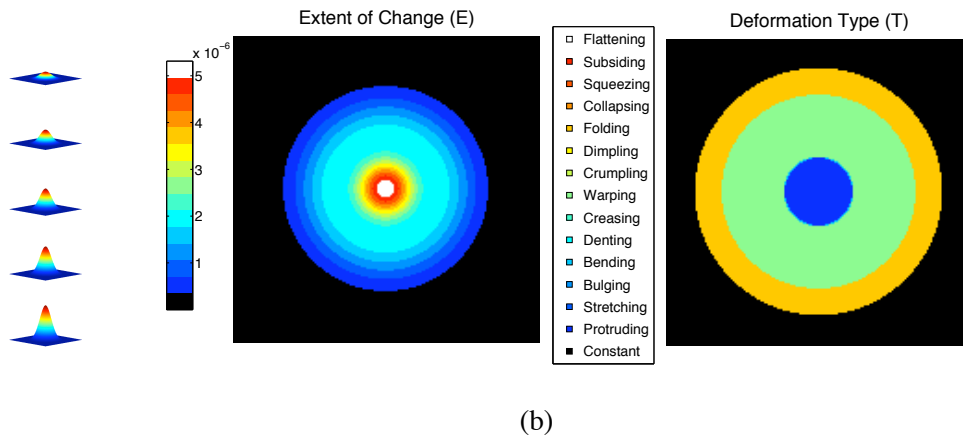 Extent of Change (E)
Deformation Type (T)
x 10⁻⁶
5
4
3
2
1
Flattening
Subsiding
Squeezing
Collapsing
Folding
Dimpling
Crumpling
Warping
Creasing
Denting
Bending
Bulging
Stretching
Protruding
Constant
(b)